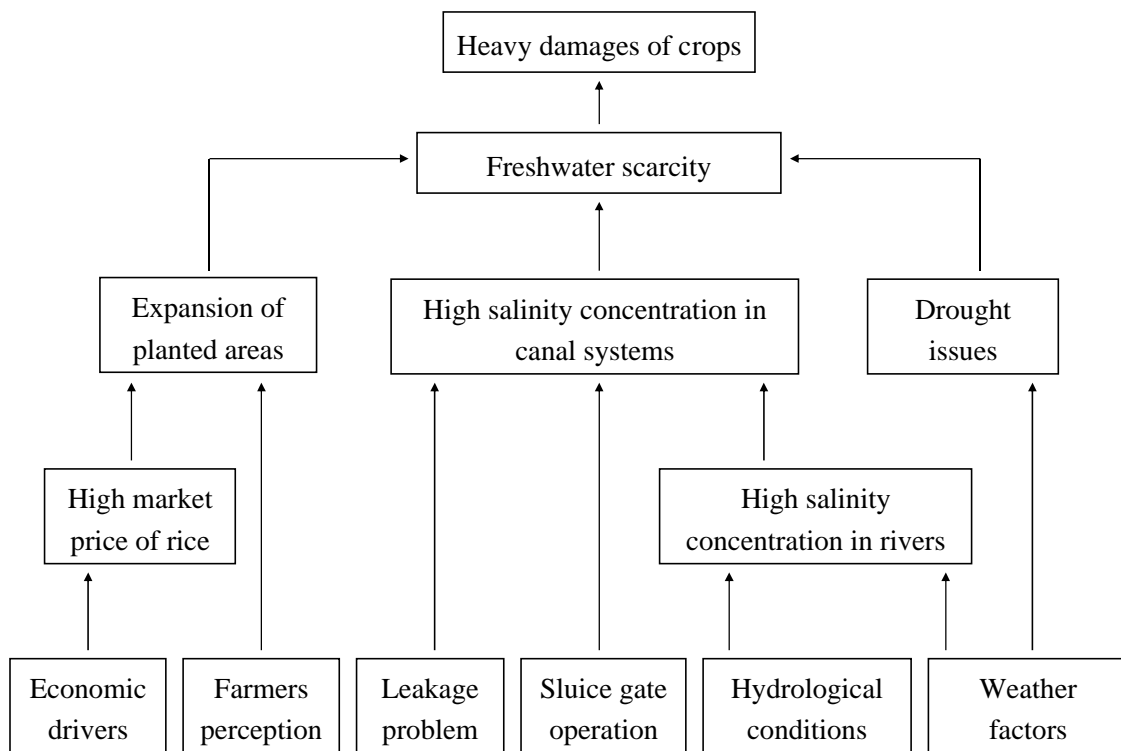 Heavy damages of crops
Freshwater scarcity
Expansion of
planted areas
High salinity concentration in
canal systems
Drought
issues
High market
price of rice
High salinity
concentration in rivers
Economic
drivers
Farmers
perception
Leakage
problem
Sluice gate
operation
Hydrological
conditions
Weather
factors